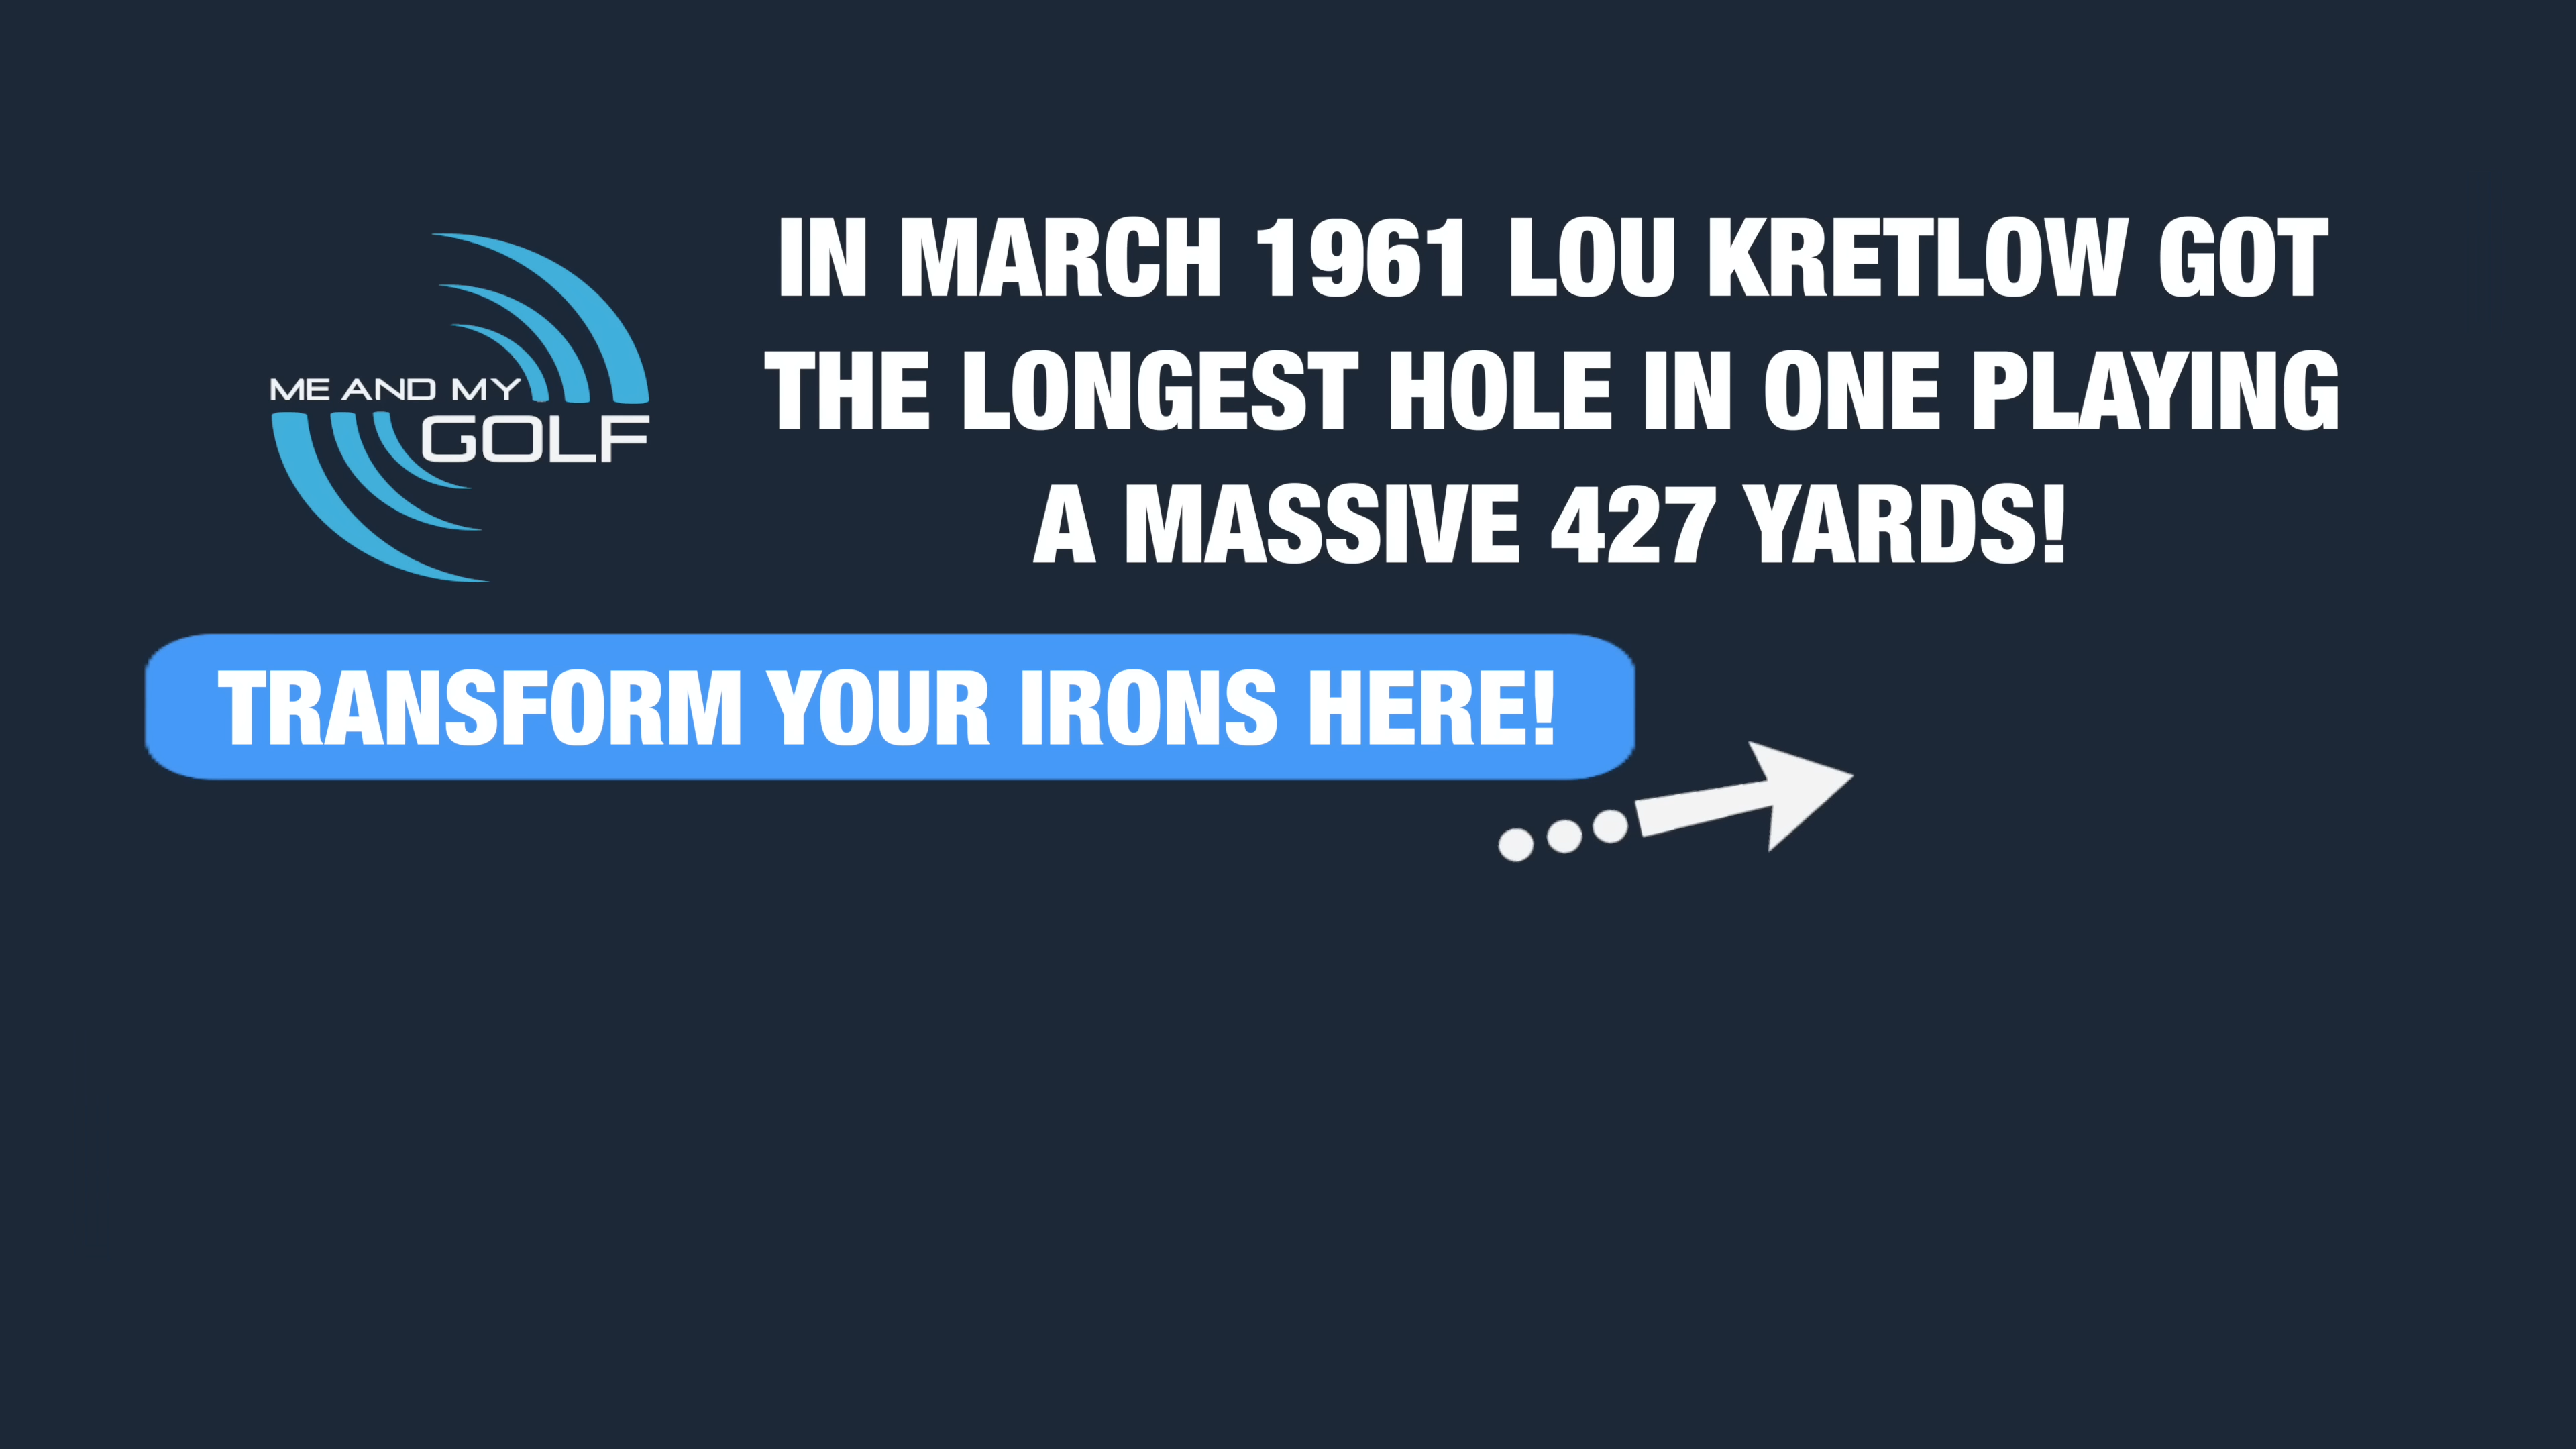 ME AND MY
GOLF
IN MARCH 1961 LOU KRETLOW GOT
THE LONGEST HOLE IN ONE PLAYING
A MASSIVE 427 YARDS!
TRANSFORM YOUR IRONS HERE!